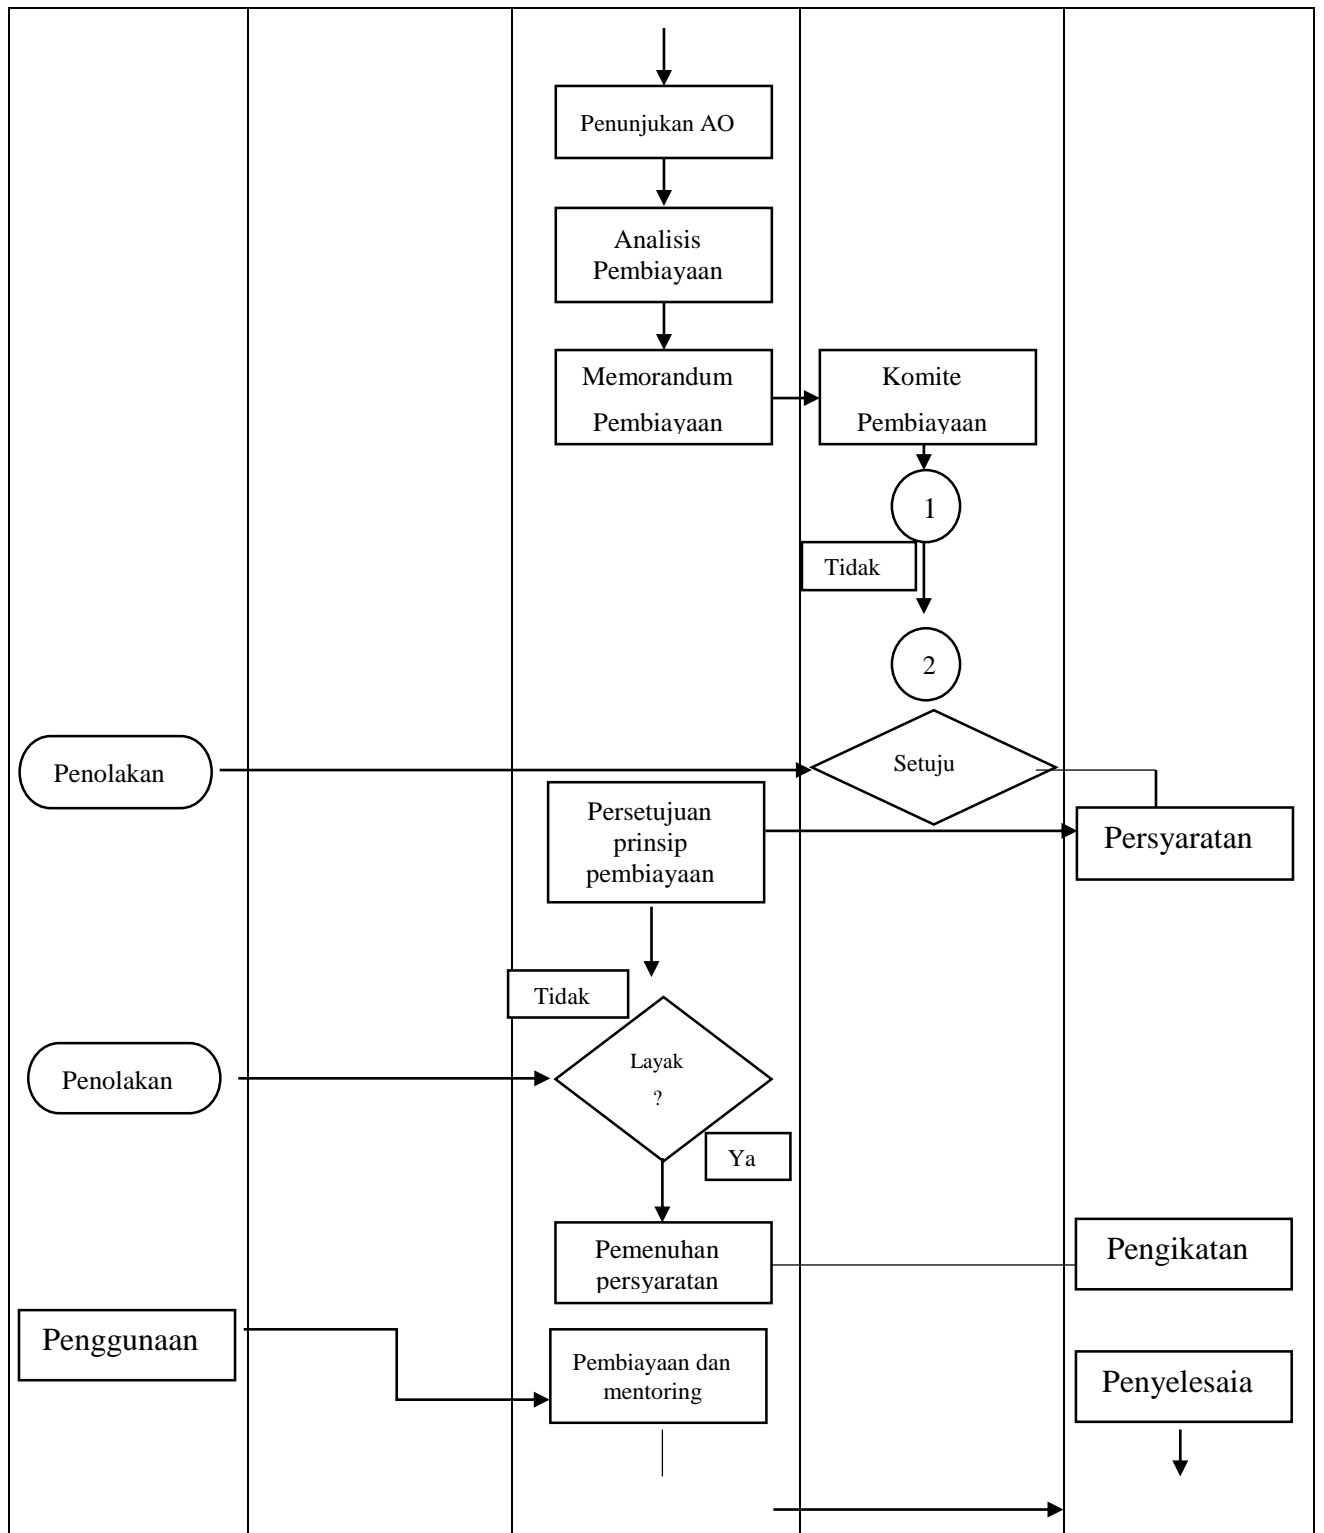 Penunjukan AO
Analisis
Pembiayaan
Memorandum
Pembiayaan
Komite
Pembiayaan
1
Tidak
2
Penolakan
Setuju
Persetujuan
prinsip
pembiayaan
Persyaratan
Tidak
Penolakan
Layak
?
Ya
Pemenuhan
persyaratan
Pengikatan
Penggunaan
Pembiayaan dan
mentoring
Penyelesaia